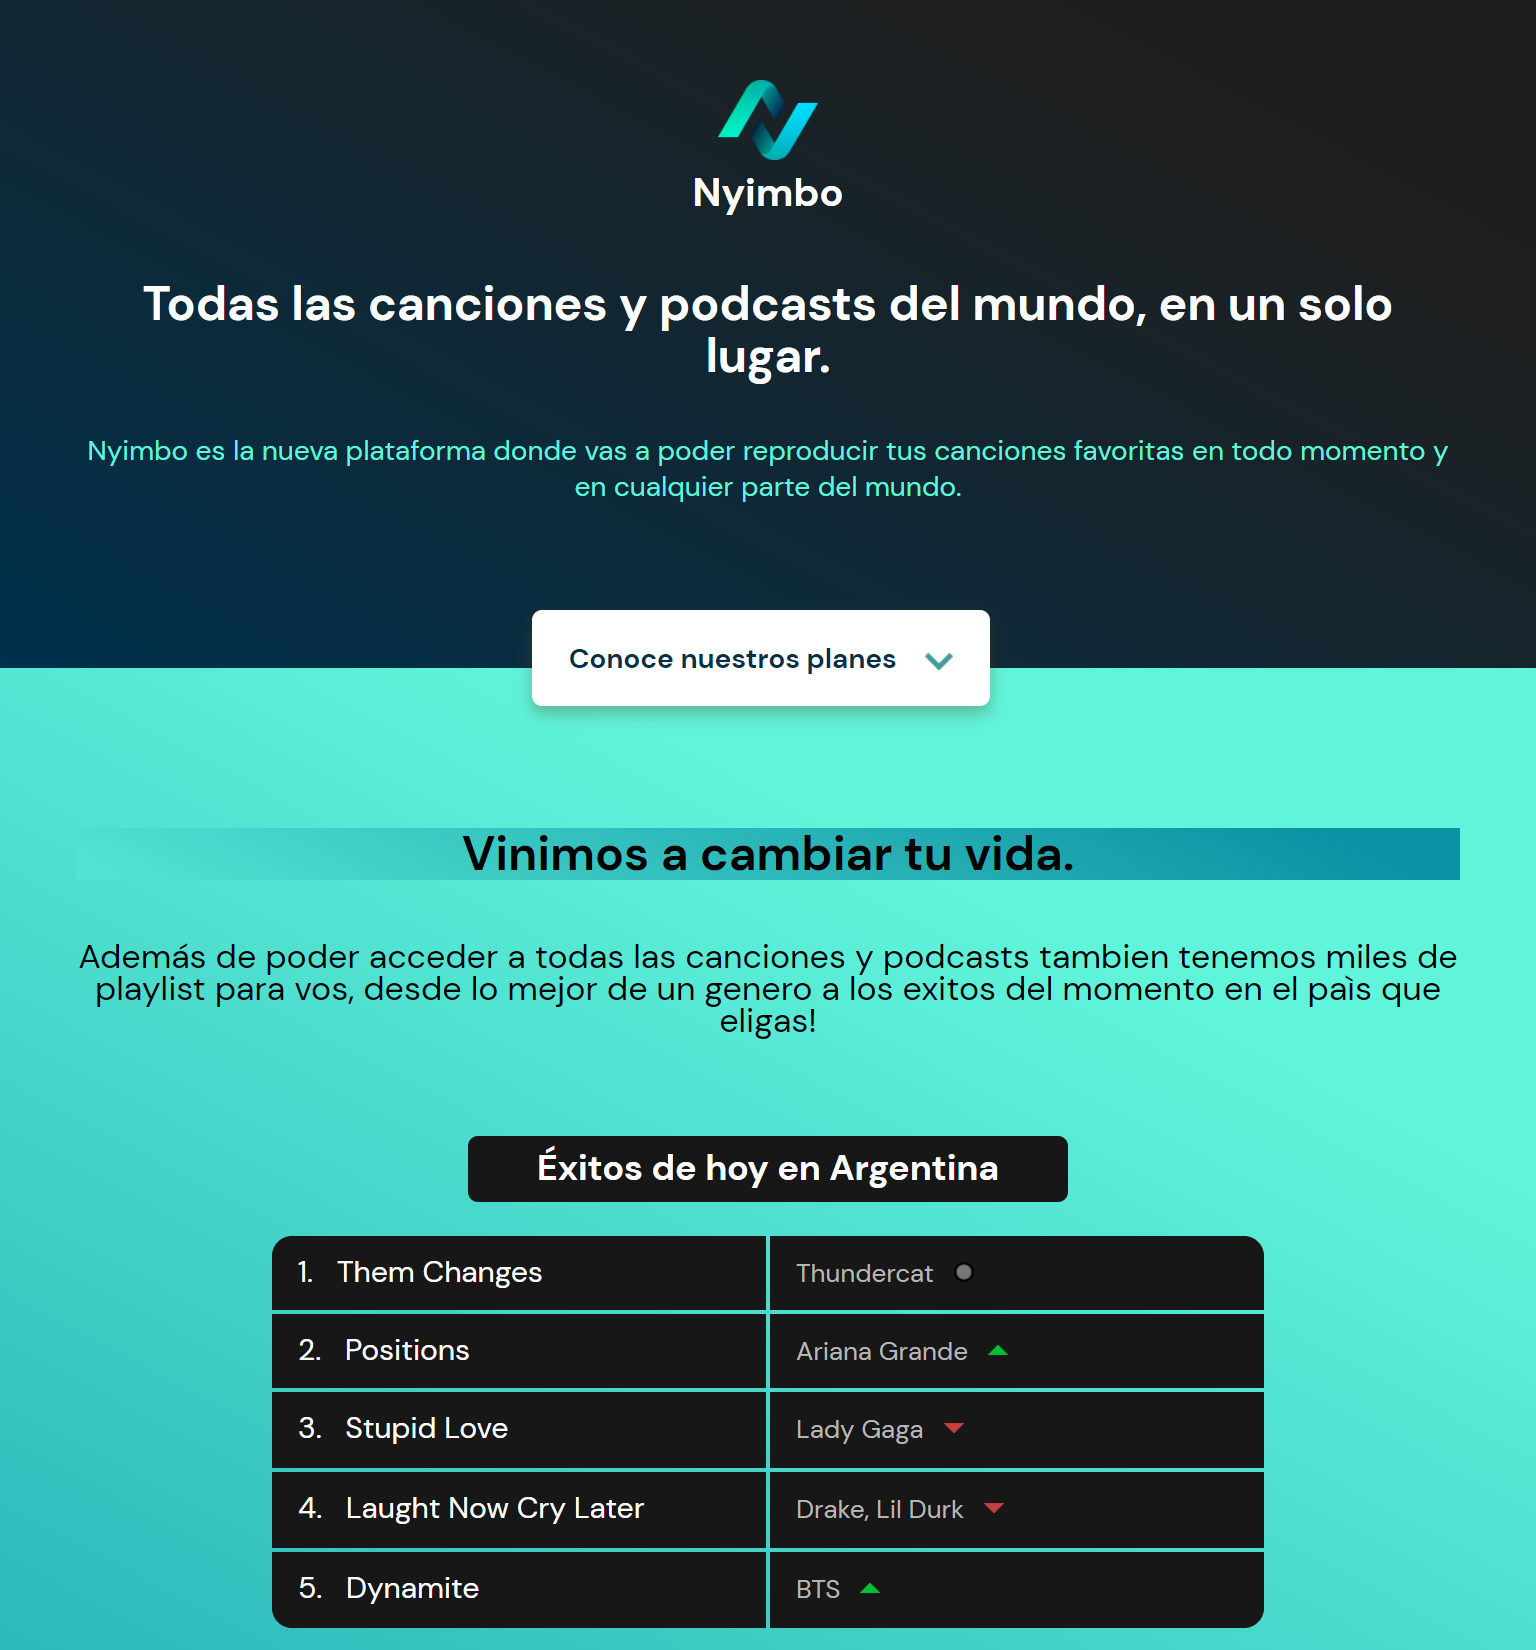 Nyimbo
Todas las canciones y podcasts del mundo, en un solo
lugar.
Nyimbo es la nueva plataforma donde vas a poder reproducir tus canciones favoritas en todo momento y
en cualquier parte del mundo.
Conoce nuestros planes
Vinimos a cambiar tu vida.
Además de poder acceder a todas las canciones y podcasts tambien tenemos miles de
playlist para vos, desde lo mejor de un genero a los exitos del momento en el paìs que
eligas!
Éxitos de hoy en Argentina
1. Them Changes Thundercat
2. Positions Ariana Grande
3. Stupid Love Lady Gaga
4. Laught Now Cry Later Drake, Lil Durk
5. Dynamite BTS